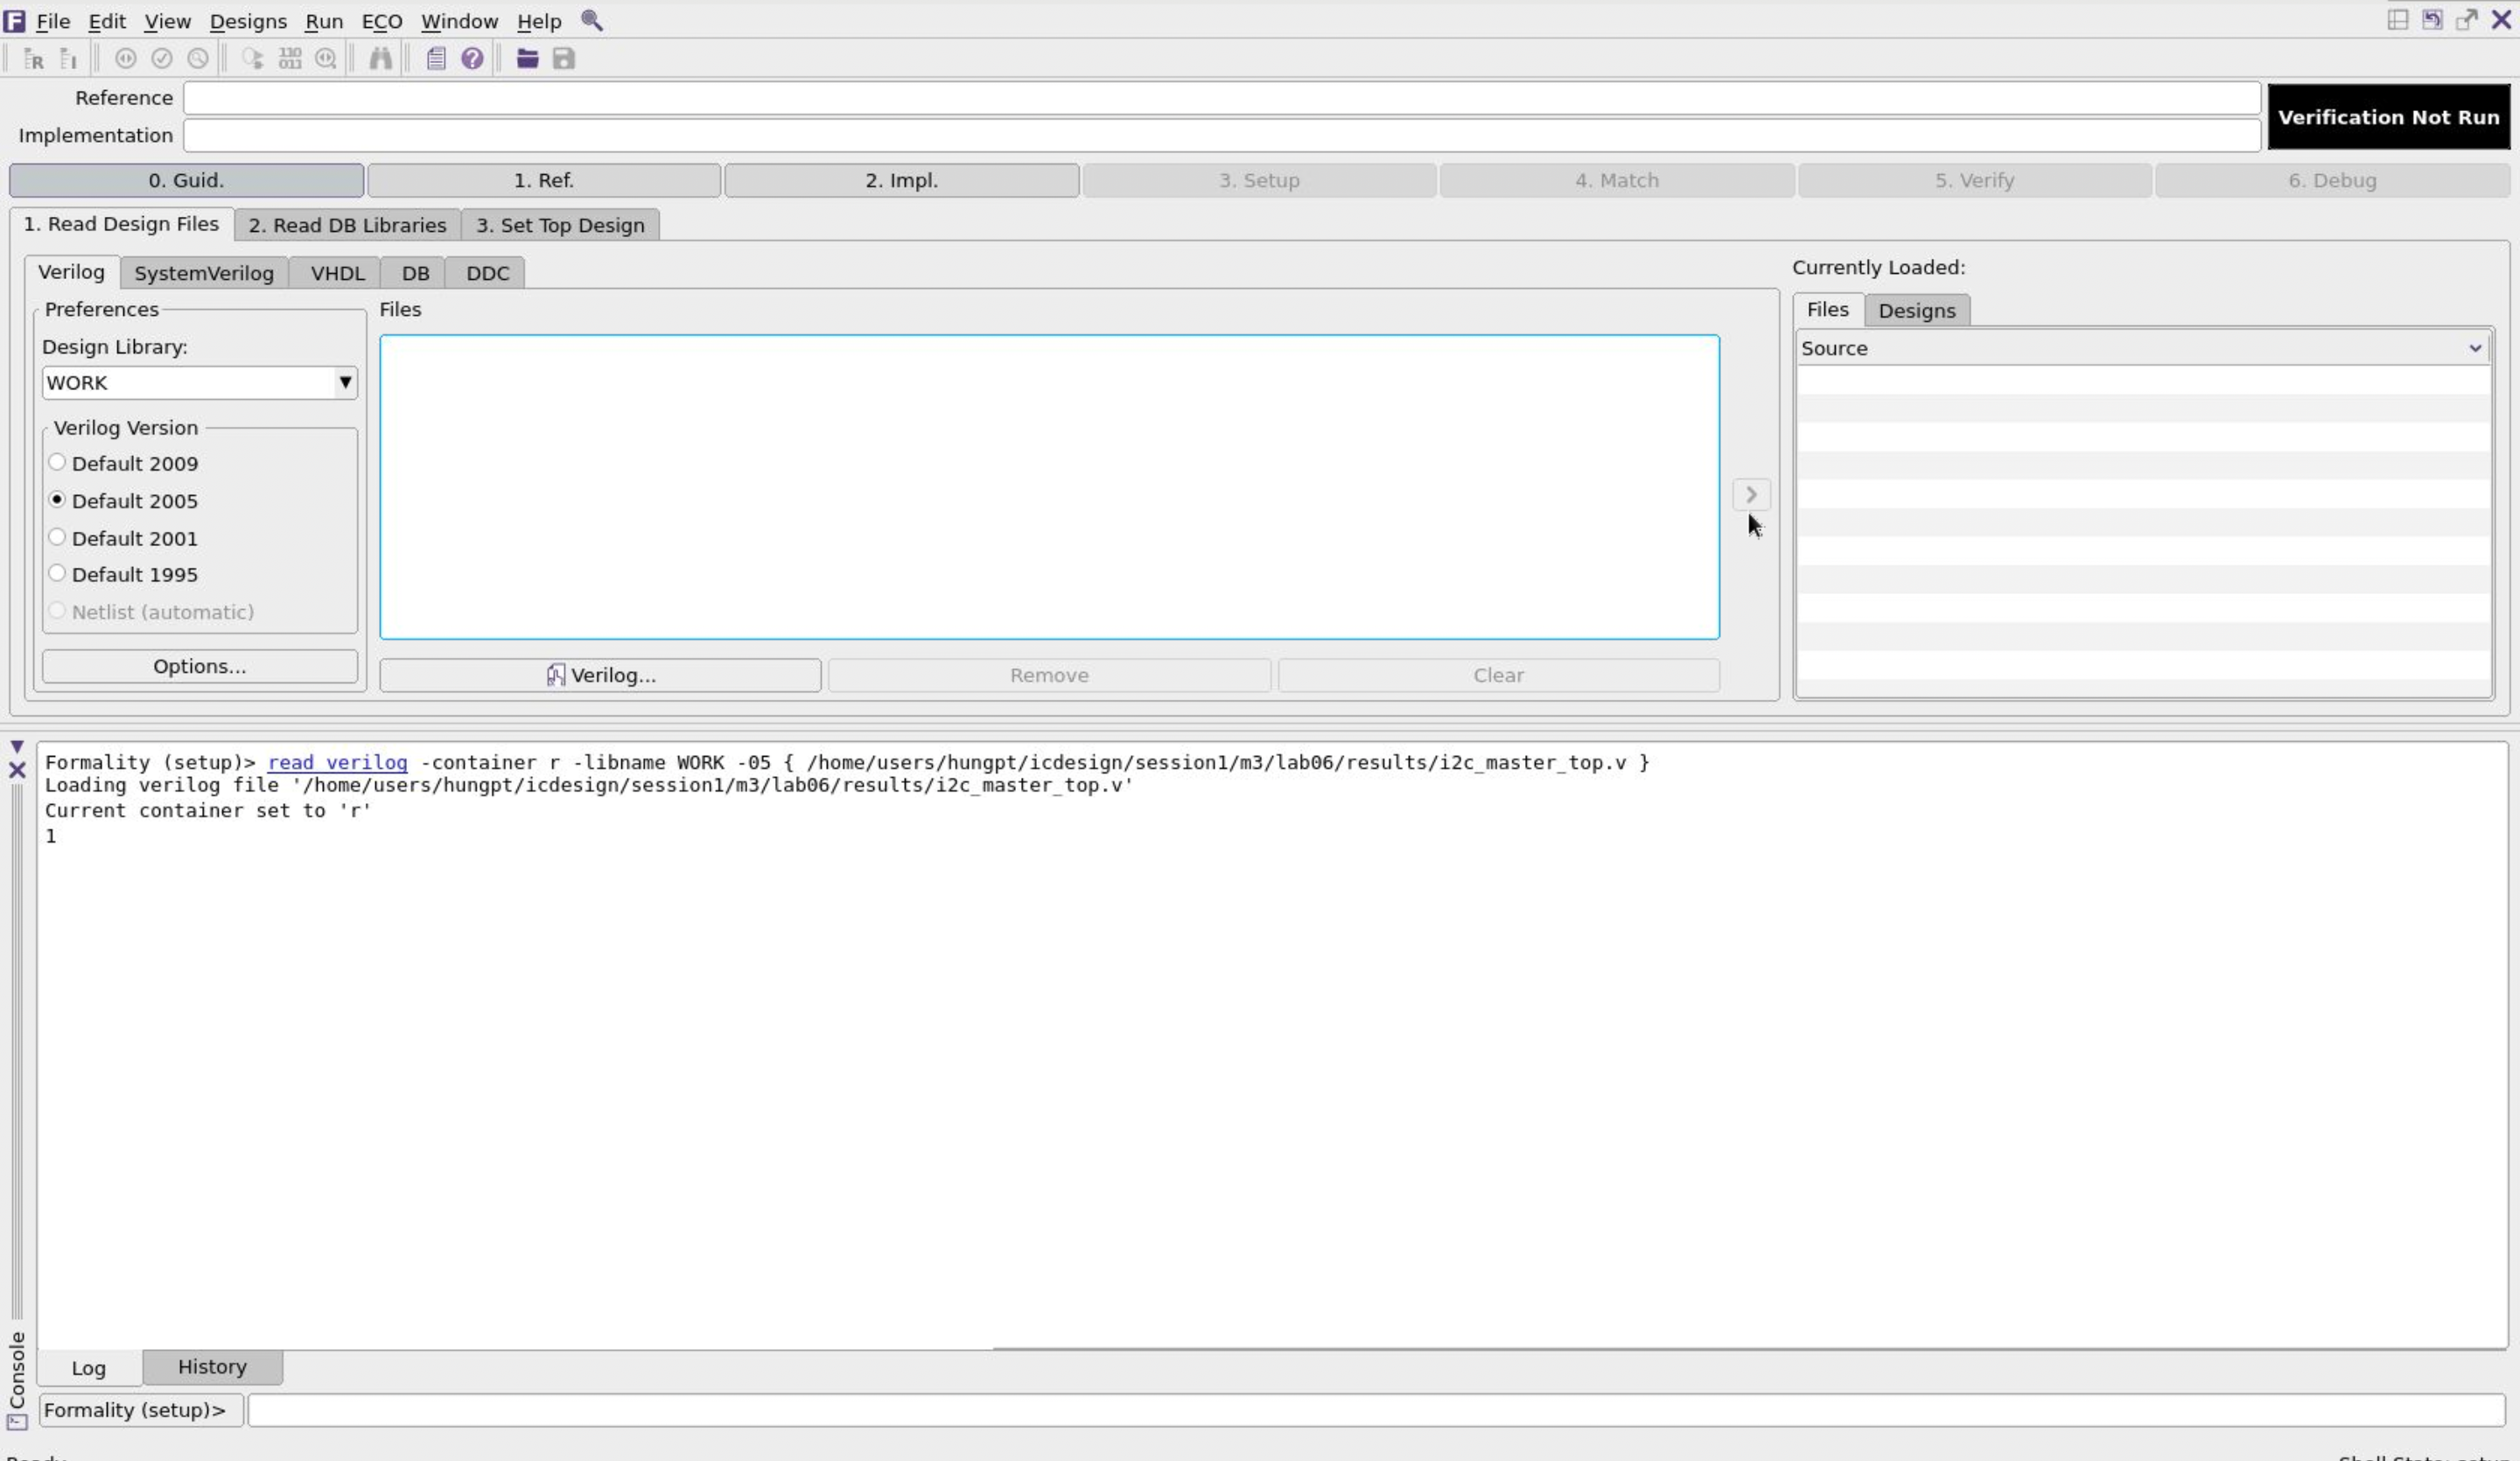 F File Edit View Designs Run ECO Window Help
R I 110 011 ?
Reference
Implementation
Verification Not Run
0. Guid. 1. Ref. 2. Impl. 3. Setup 4. Match 5. Verify 6. Debug
1. Read Design Files 2. Read DB Libraries 3. Set Top Design
Verilog SystemVerilog VHDL DB DDC
Currently Loaded:
Preferences
Files
Files Designs
Design Library:
Source
WORK
Verilog Version
Default 2009
Default 2005
Default 2001
Default 1995
Netlist (automatic)
Options...
Verilog... Remove Clear
Formality (setup)> read_verilog -container r -libname WORK -05 { /home/users/hungpt/icdesign/session1/m3/lab06/results/i2c_master_top.v }
Loading verilog file '/home/users/hungpt/icdesign/session1/m3/lab06/results/i2c_master_top.v'
Current container set to 'r'
1
Console
Log History
Formality (setup)>